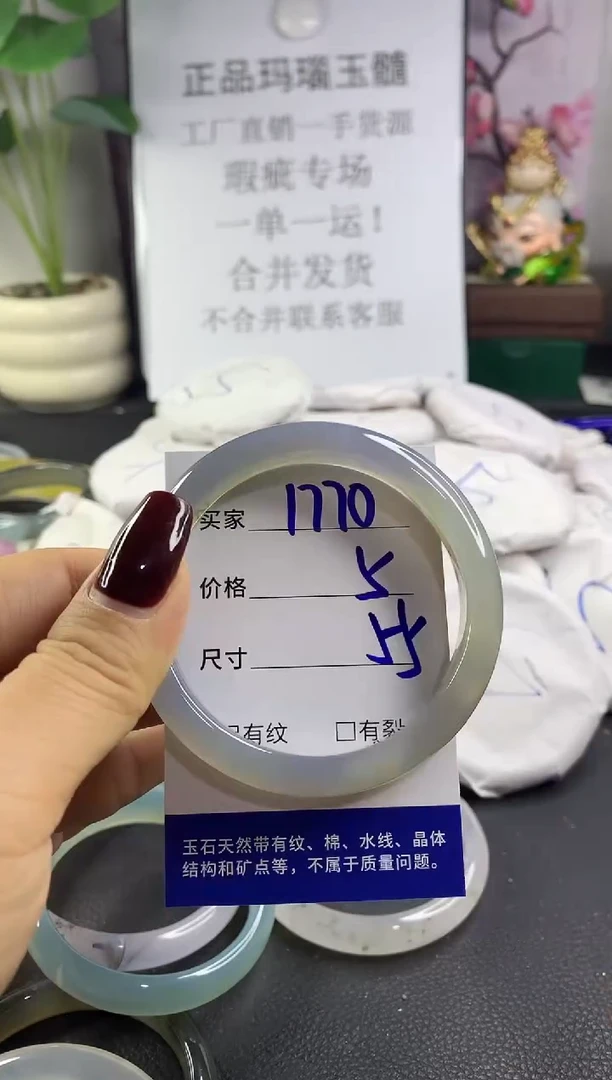 正品玛瑙玉髓
工厂直销一手货源
瑕疵专场
一单一运！
合并发货
不合并联系客服
买家 1770
价格 5
尺寸
有纹 □有裂
玉石天然带有纹、棉、水线、晶体
结构和矿点等，不属于质量问题。